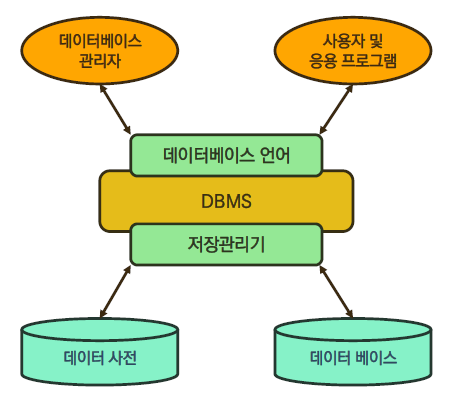 데이터베이스
관리자
사용자 및
응용 프로그램
데이터베이스 언어
DBMS
저장관리기
데이터 사전
데이터 베이스